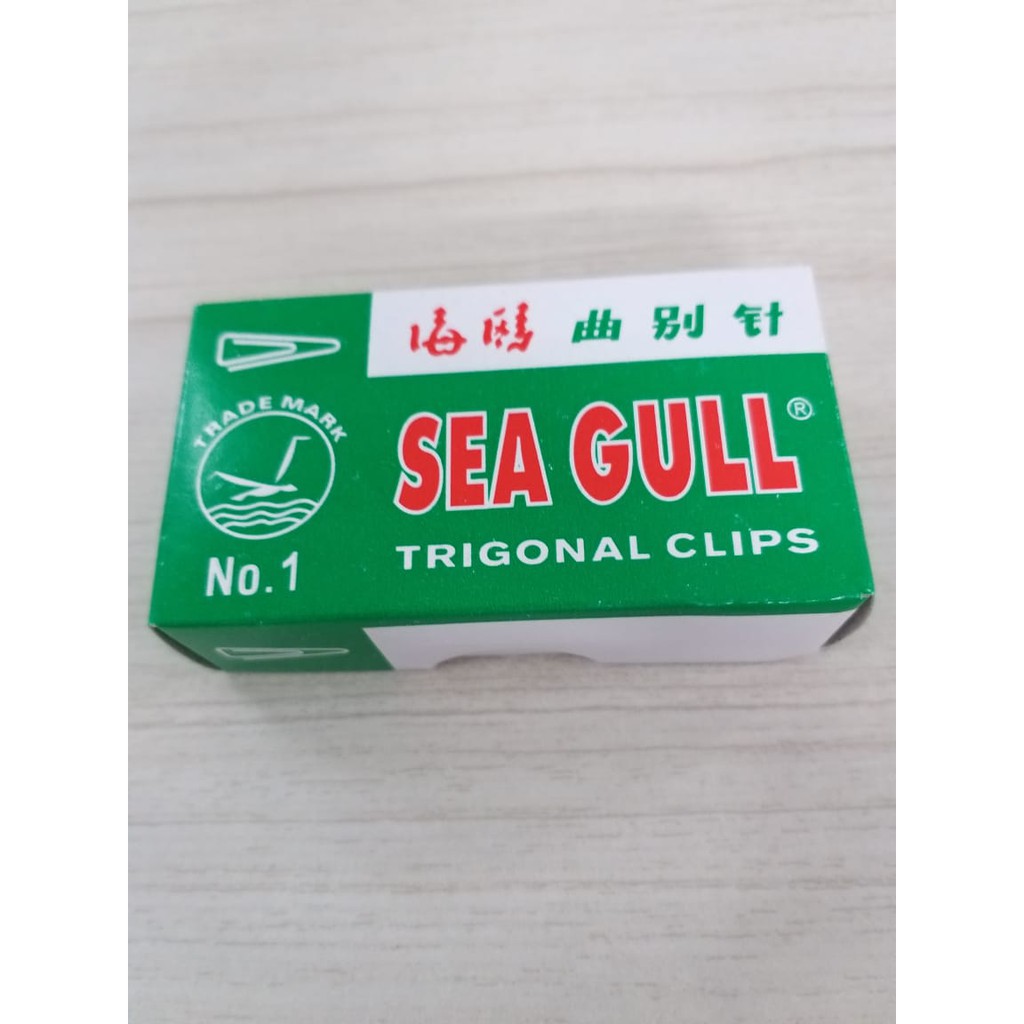 海鸥 曲别针
TRADE MARK
SEA GULL®
TRIGONAL CLIPS
No.1